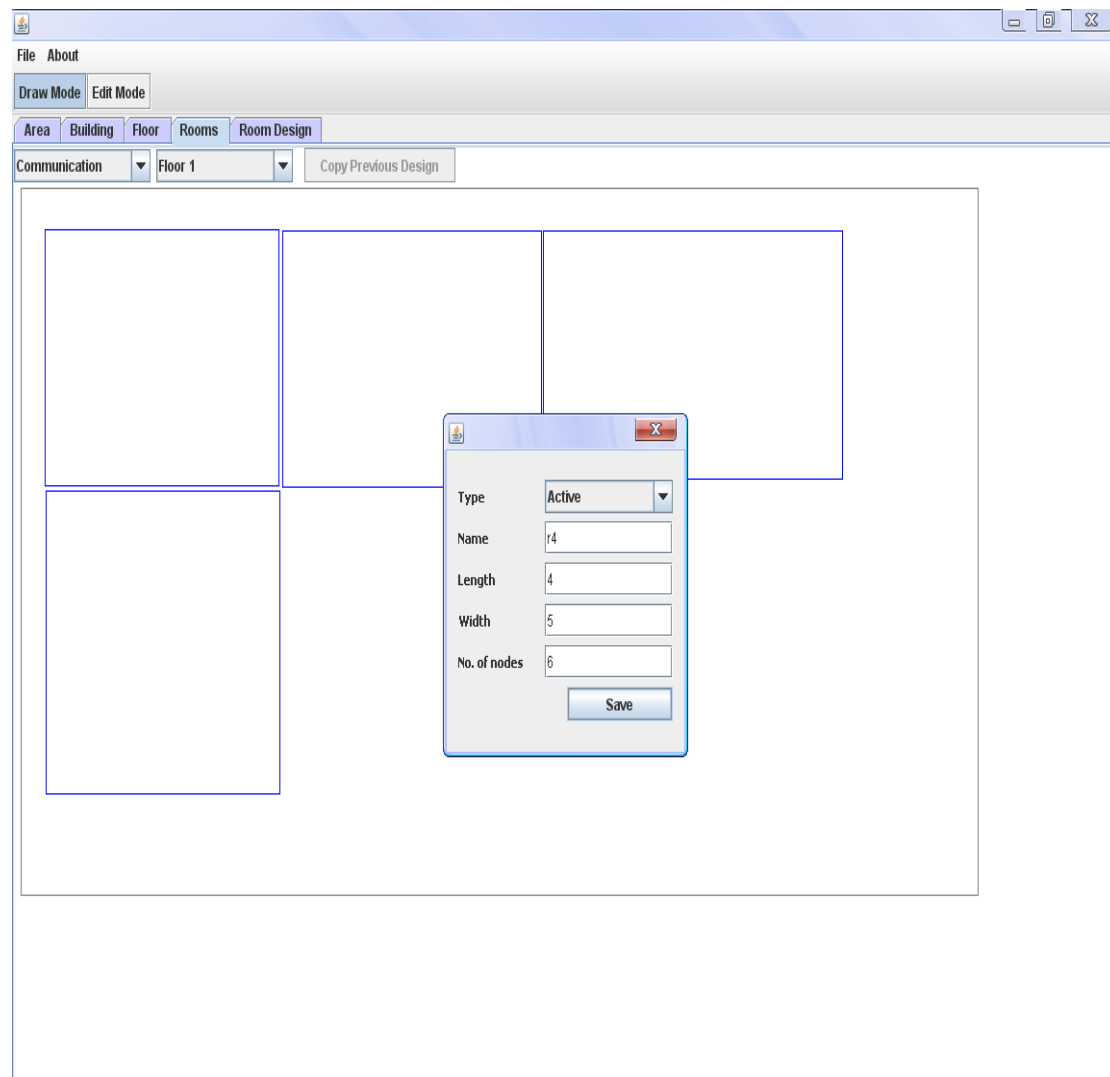 File About
Draw Mode Edit Mode
Area Building Floor Rooms Room Design
Communication Floor 1 Copy Previous Design
Type Active
Name r4
Length 4
Width 5
No. of nodes 6
Save